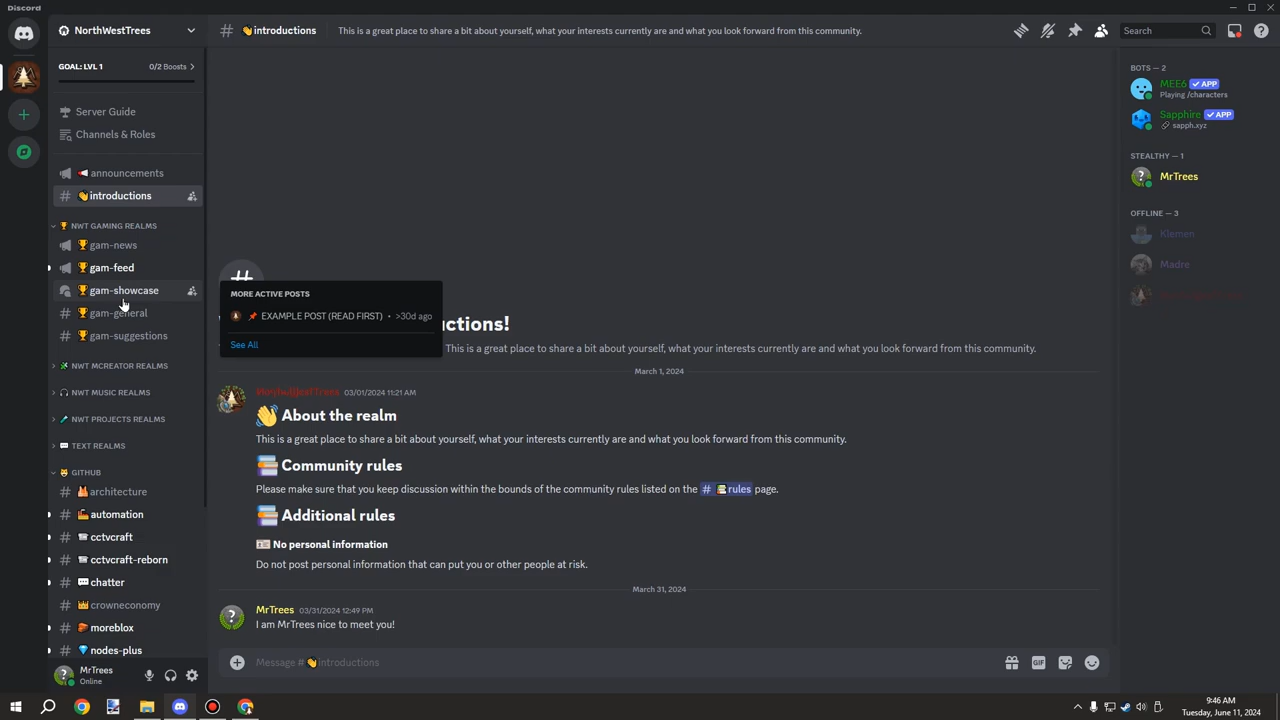 Discord
NorthWestTrees
GOAL: LVL 1
0/2 Boosts
Server Guide
Channels & Roles
announcements
introductions
NWT GAMING REALMS
gam-news
gam-feed
gam-showcase
gam-general
gam-suggestions
NWT MCREATOR REALMS
NWT MUSIC REALMS
NWT PROJECTS REALMS
TEXT REALMS
GITHUB
architecture
automation
cctvcraft
cctvcraft-reborn
chatter
crowneconomy
moreblox
nodes-plus
MrTrees
Online
# introductions
This is a great place to share a bit about yourself, what your interests currently are and what you look forward from this community.
Search
MORE ACTIVE POSTS
EXAMPLE POST (READ FIRST) • >30d ago
See All
ctions!
This is a great place to share a bit about yourself, what your interests currently are and what you look forward from this community.
March 1, 2024
03/01/2024 11:21 AM
About the realm
This is a great place to share a bit about yourself, what your interests currently are and what you look forward from this community.
Community rules
Please make sure that you keep discussion within the bounds of the community rules listed on the # rules page.
Additional rules
No personal information
Do not post personal information that can put you or other people at risk.
March 31, 2024
MrTrees 03/31/2024 12:49 PM
I am MrTrees nice to meet you!
Message # introductions
GIF
BOTS — 2
MEE6 ✓ APP
Playing /characters
Sapphire ✓ APP
sapph.xyz
STEALTHY — 1
MrTrees
OFFLINE — 3
Klemen
Madre
9:46 AM
Tuesday, June 11, 2024